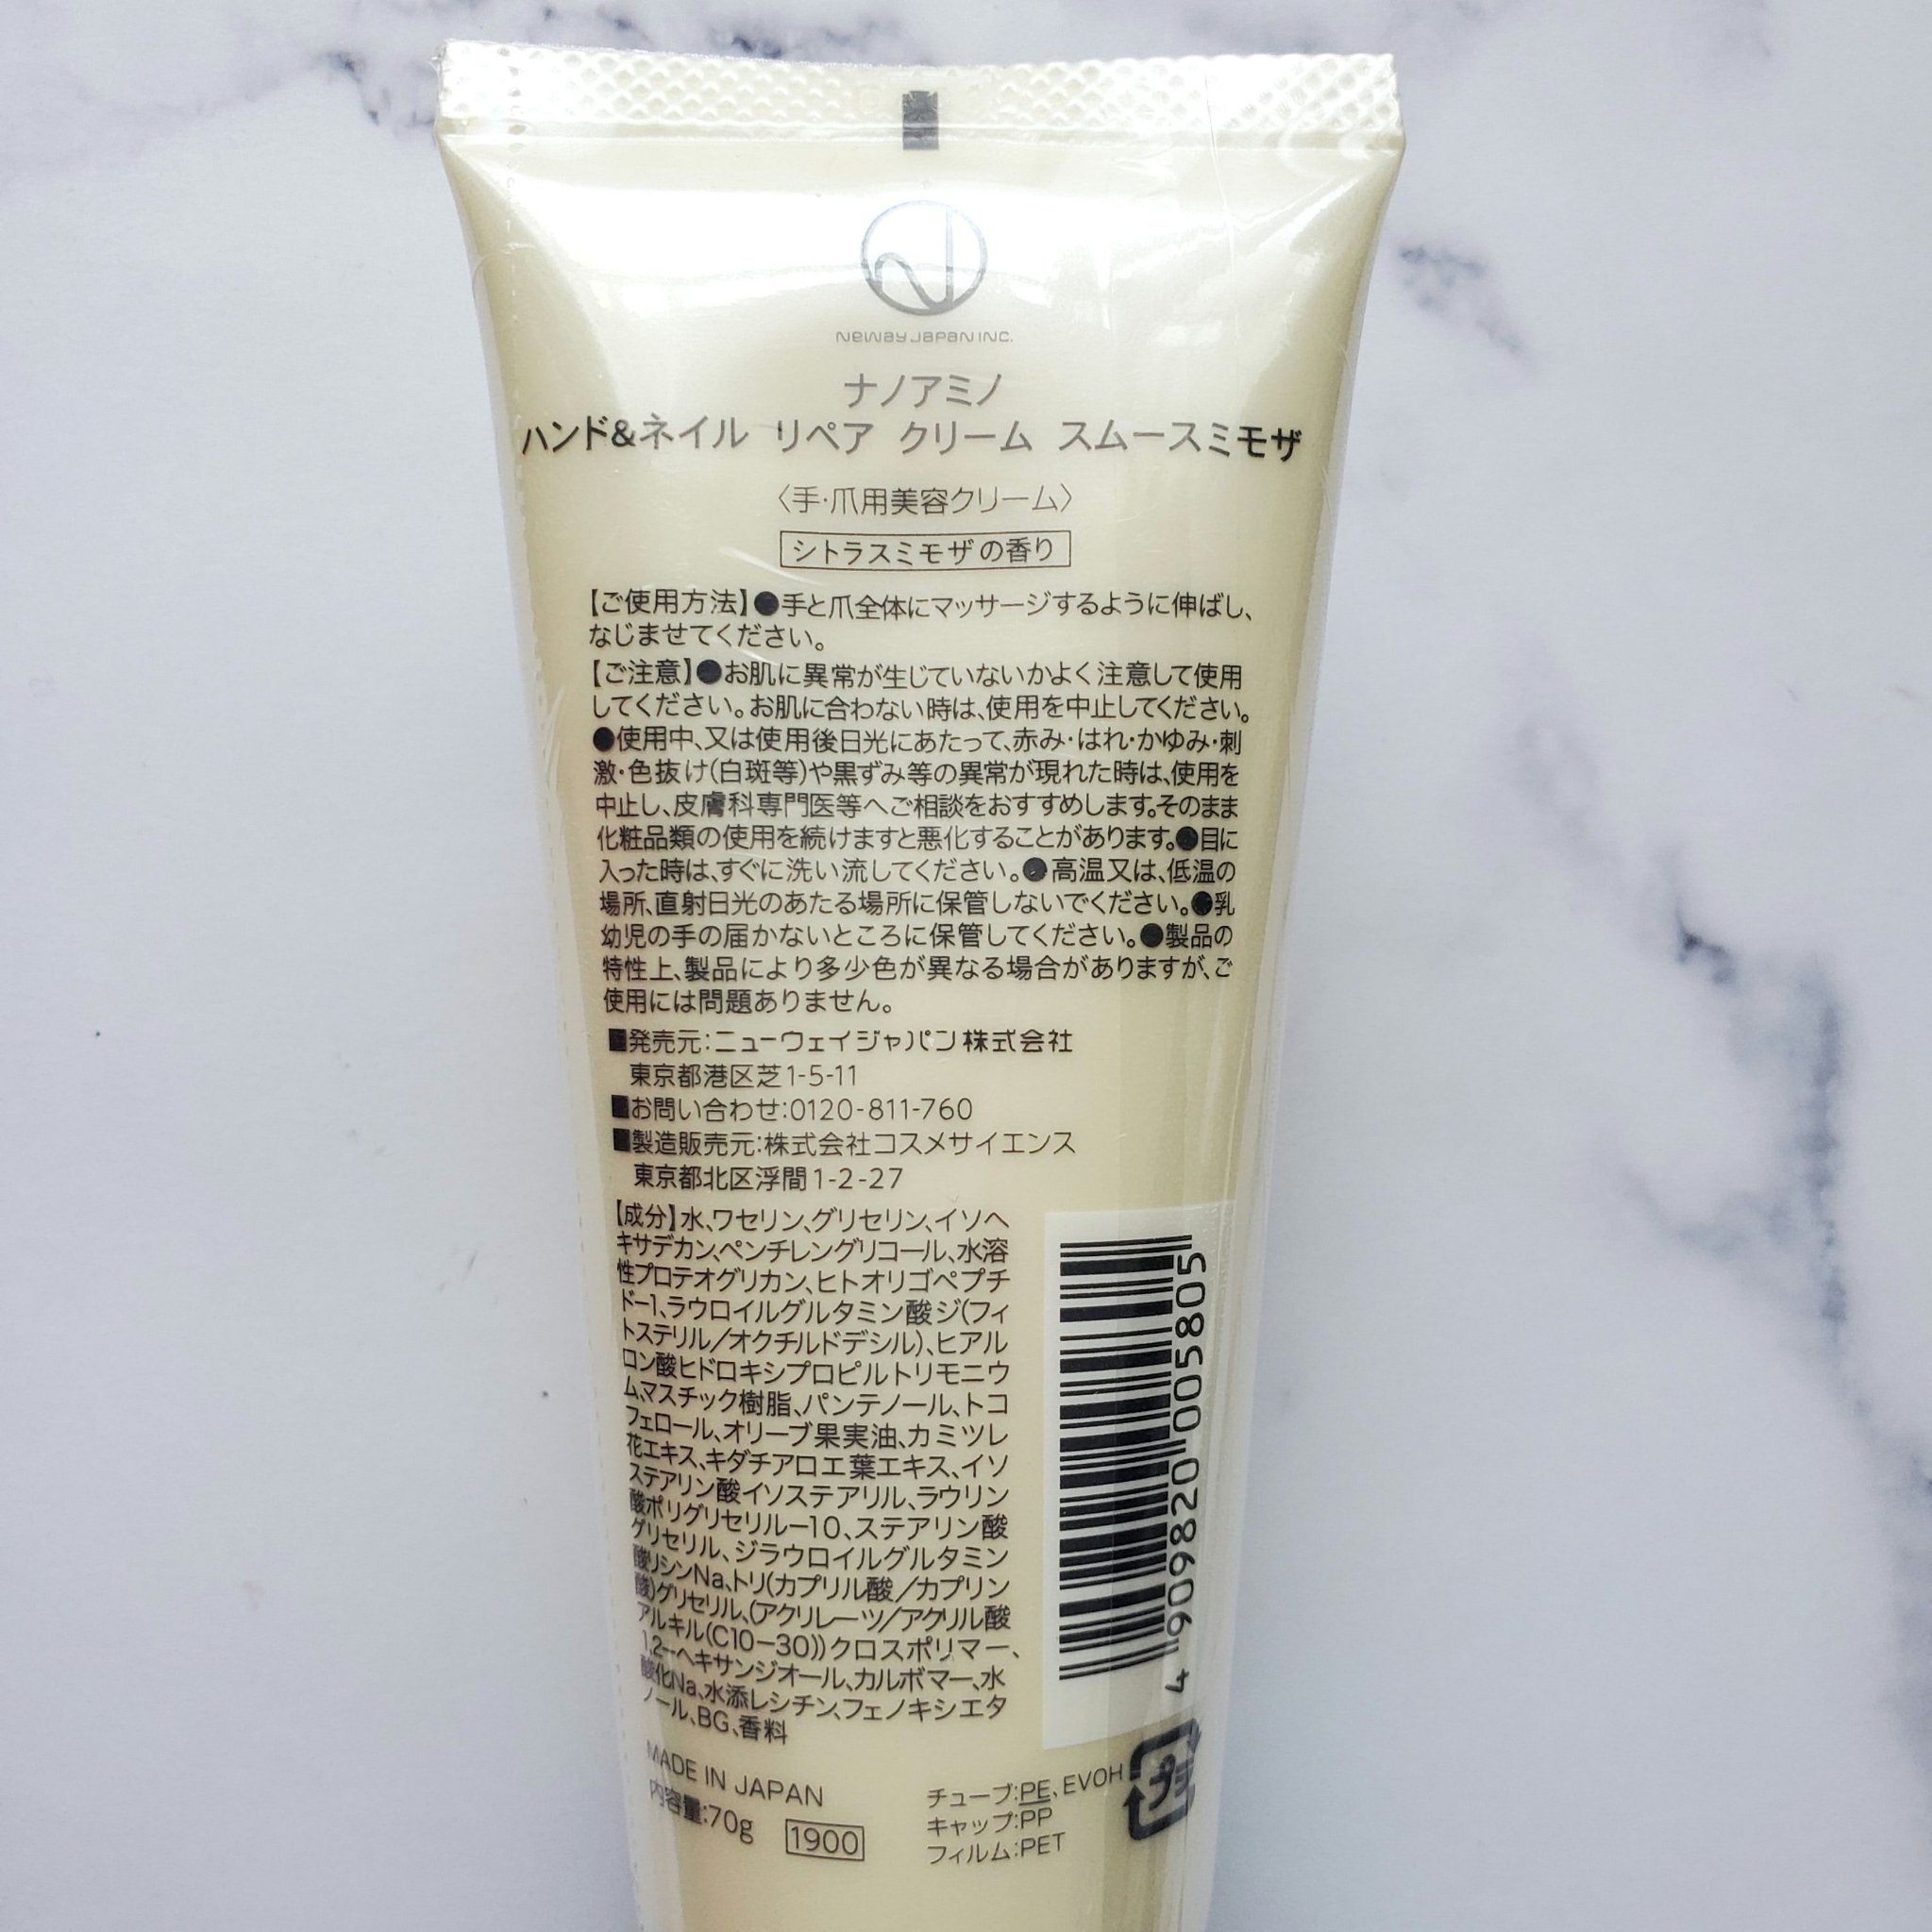 NEWAY JAPAN INC.
ナノアミノ
ハンド&ネイル リペア クリーム スムースミモザ
〈手・爪用美容クリーム〉
シトラスミモザの香り
【ご使用方法】●手と爪全体にマッサージするように伸ばし、
なじませてください。
【ご注意】●お肌に異常が生じていないかよく注意して使用
してください。お肌に合わない時は、使用を中止してください。
●使用中、又は使用後日光にあたって、赤み・はれ・かゆみ・刺
激・色抜け(白斑等)や黒ずみ等の異常が現れた時は、使用を
中止し、皮膚科専門医等へご相談をおすすめします。そのまま
化粧品類の使用を続けますと悪化することがあります。●目に
入った時は、すぐに洗い流してください。●高温又は、低温の
場所、直射日光のあたる場所に保管しないでください。●乳
幼児の手の届かないところに保管してください。●製品の
特性上、製品により多少色が異なる場合がありますが、ご
使用には問題ありません。
■発売元:ニューウェイジャパン株式会社
東京都港区芝1-5-11
■お問い合わせ:0120-811-760
■製造販売元:株式会社コスメサイエンス
東京都北区浮間1-2-27
【成分】水、ワセリン、グリセリン、イソヘ
キサデカン、ペンチレングリコール、水溶
性プロテオグリカン、ヒトオリゴペプチ
ド-1、ラウロイルグルタミン酸ジ(フィ
トステリル/オクチルドデシル)、ヒアル
ロン酸ヒドロキシプロピルトリモニウ
ム、マスチック樹脂、パンテノール、トコ
フェロール、オリーブ果実油、カミツレ
花エキス、キダチアロエ葉エキス、イソ
ステアリン酸イソステアリル、ラウリン
酸ポリグリセリル-10、ステアリン酸
グリセリル、ジラウロイルグルタミン
酸リシンNa、トリ(カプリル酸/カプリン
酸)グリセリル、(アクリレーツ/アクリル酸
アルキル(C10-30))クロスポリマー、
1,2-ヘキサンジオール、カルボマー、水
酸化Na、水添レシチン、フェノキシエタ
ノール、BG、香料
4 909820 005805
MADE IN JAPAN
内容量:70g
1900
チューブ:PE、EVOH
キャップ:PP
フィルム:PET
プラ